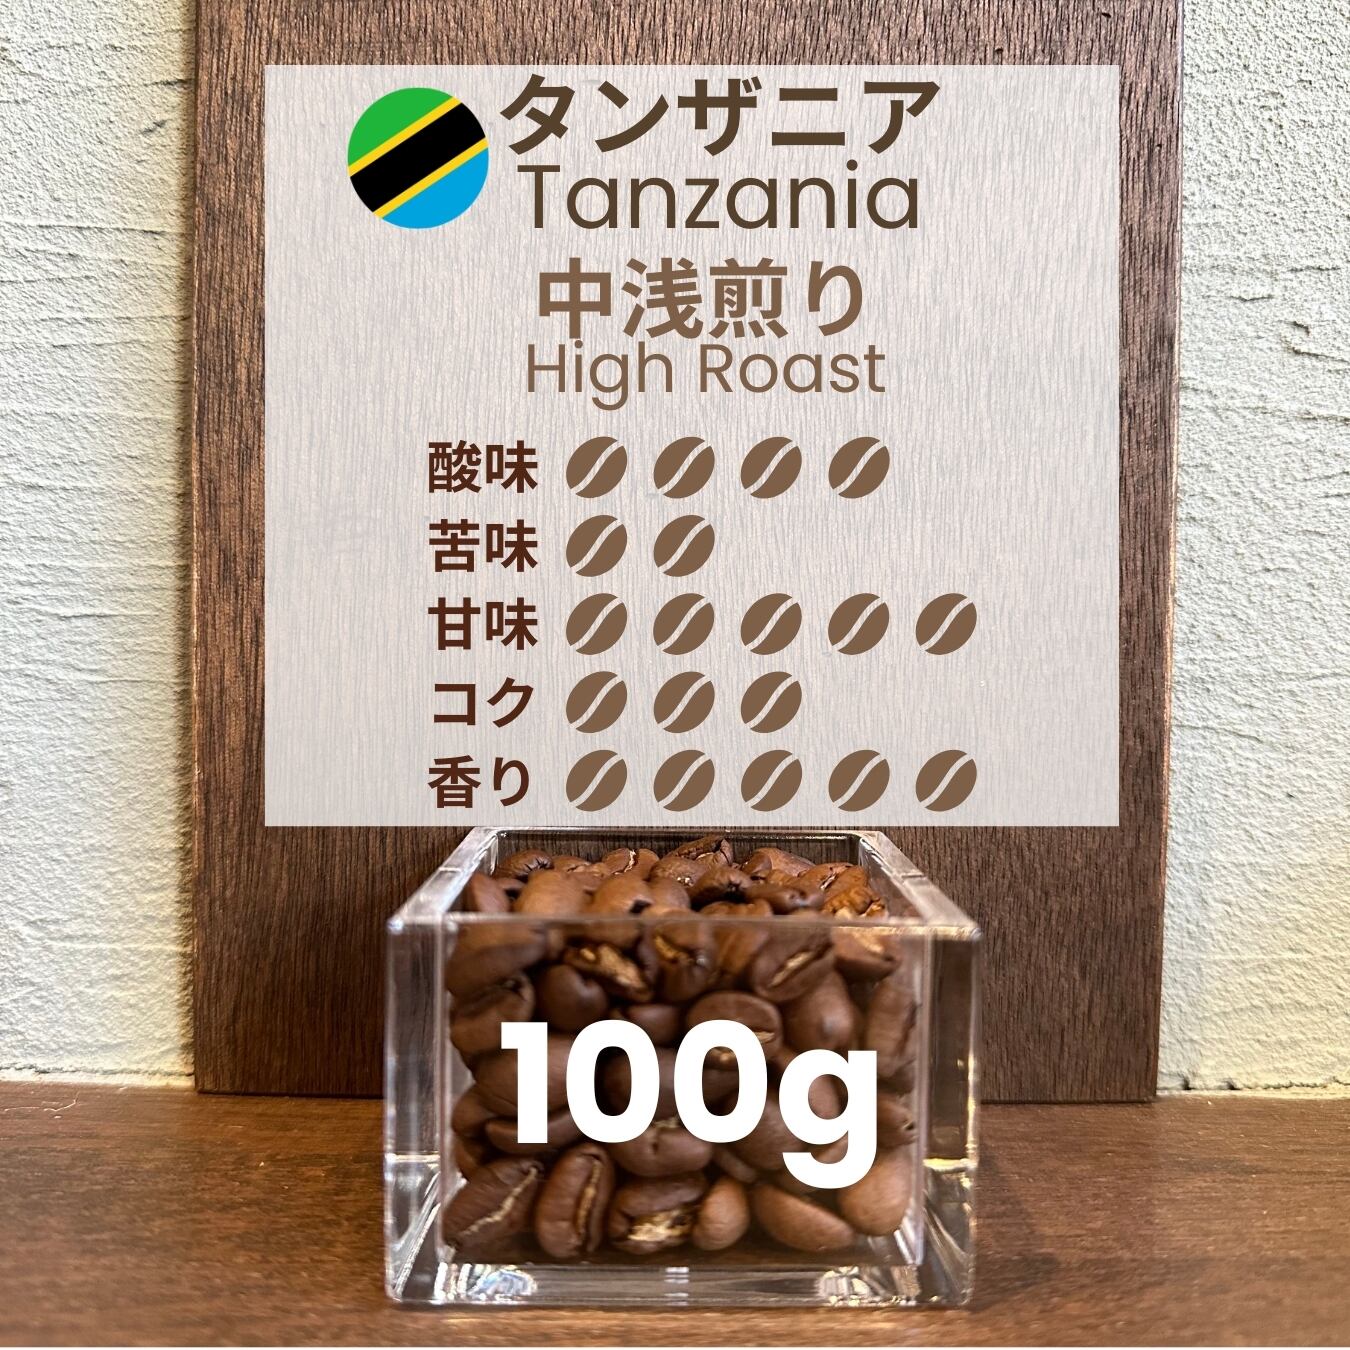 タンザニア
Tanzania
中浅煎り
High Roast
酸味
苦味
甘味
コク
香り
100g